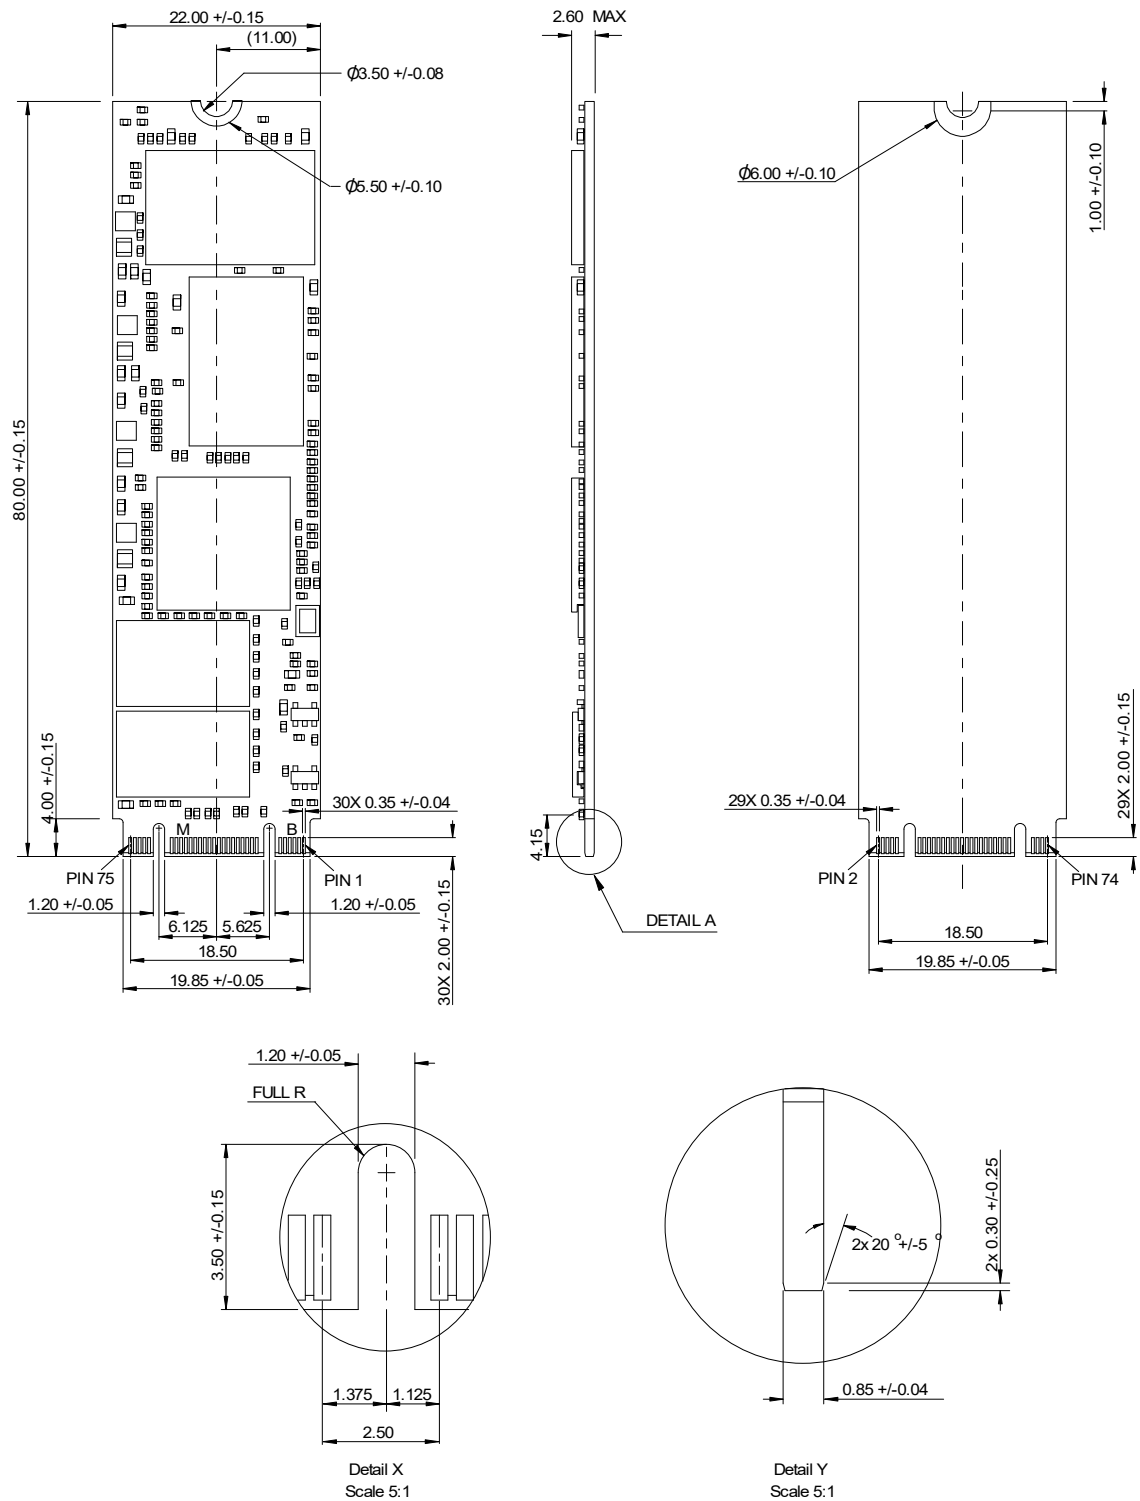 22.00 +/-0.15
2.60 MAX
(11.00)
Ø3.50 +/-0.08
Ø5.50 +/-0.10
Ø6.00 +/-0.10
1.00 +/-0.10
80.00 +/-0.15
4.00 +/-0.15
30X 0.35 +/-0.04
29X 0.35 +/-0.04
29X 2.00 +/-0.15
M
B
4.15
PIN 75
PIN 1
PIN 2
PIN 74
1.20 +/-0.05
1.20 +/-0.05
DETAIL A
6.125
5.625
18.50
18.50
19.85 +/-0.05
19.85 +/-0.05
30X 2.00 +/-0.15
1.20 +/-0.05
FULL R
3.50 +/-0.15
2x 20 º+/-5 º
2x 0.30 +/-0.25
1.375
1.125
0.85 +/-0.04
2.50
Detail X
Scale 5:1
Detail Y
Scale 5:1